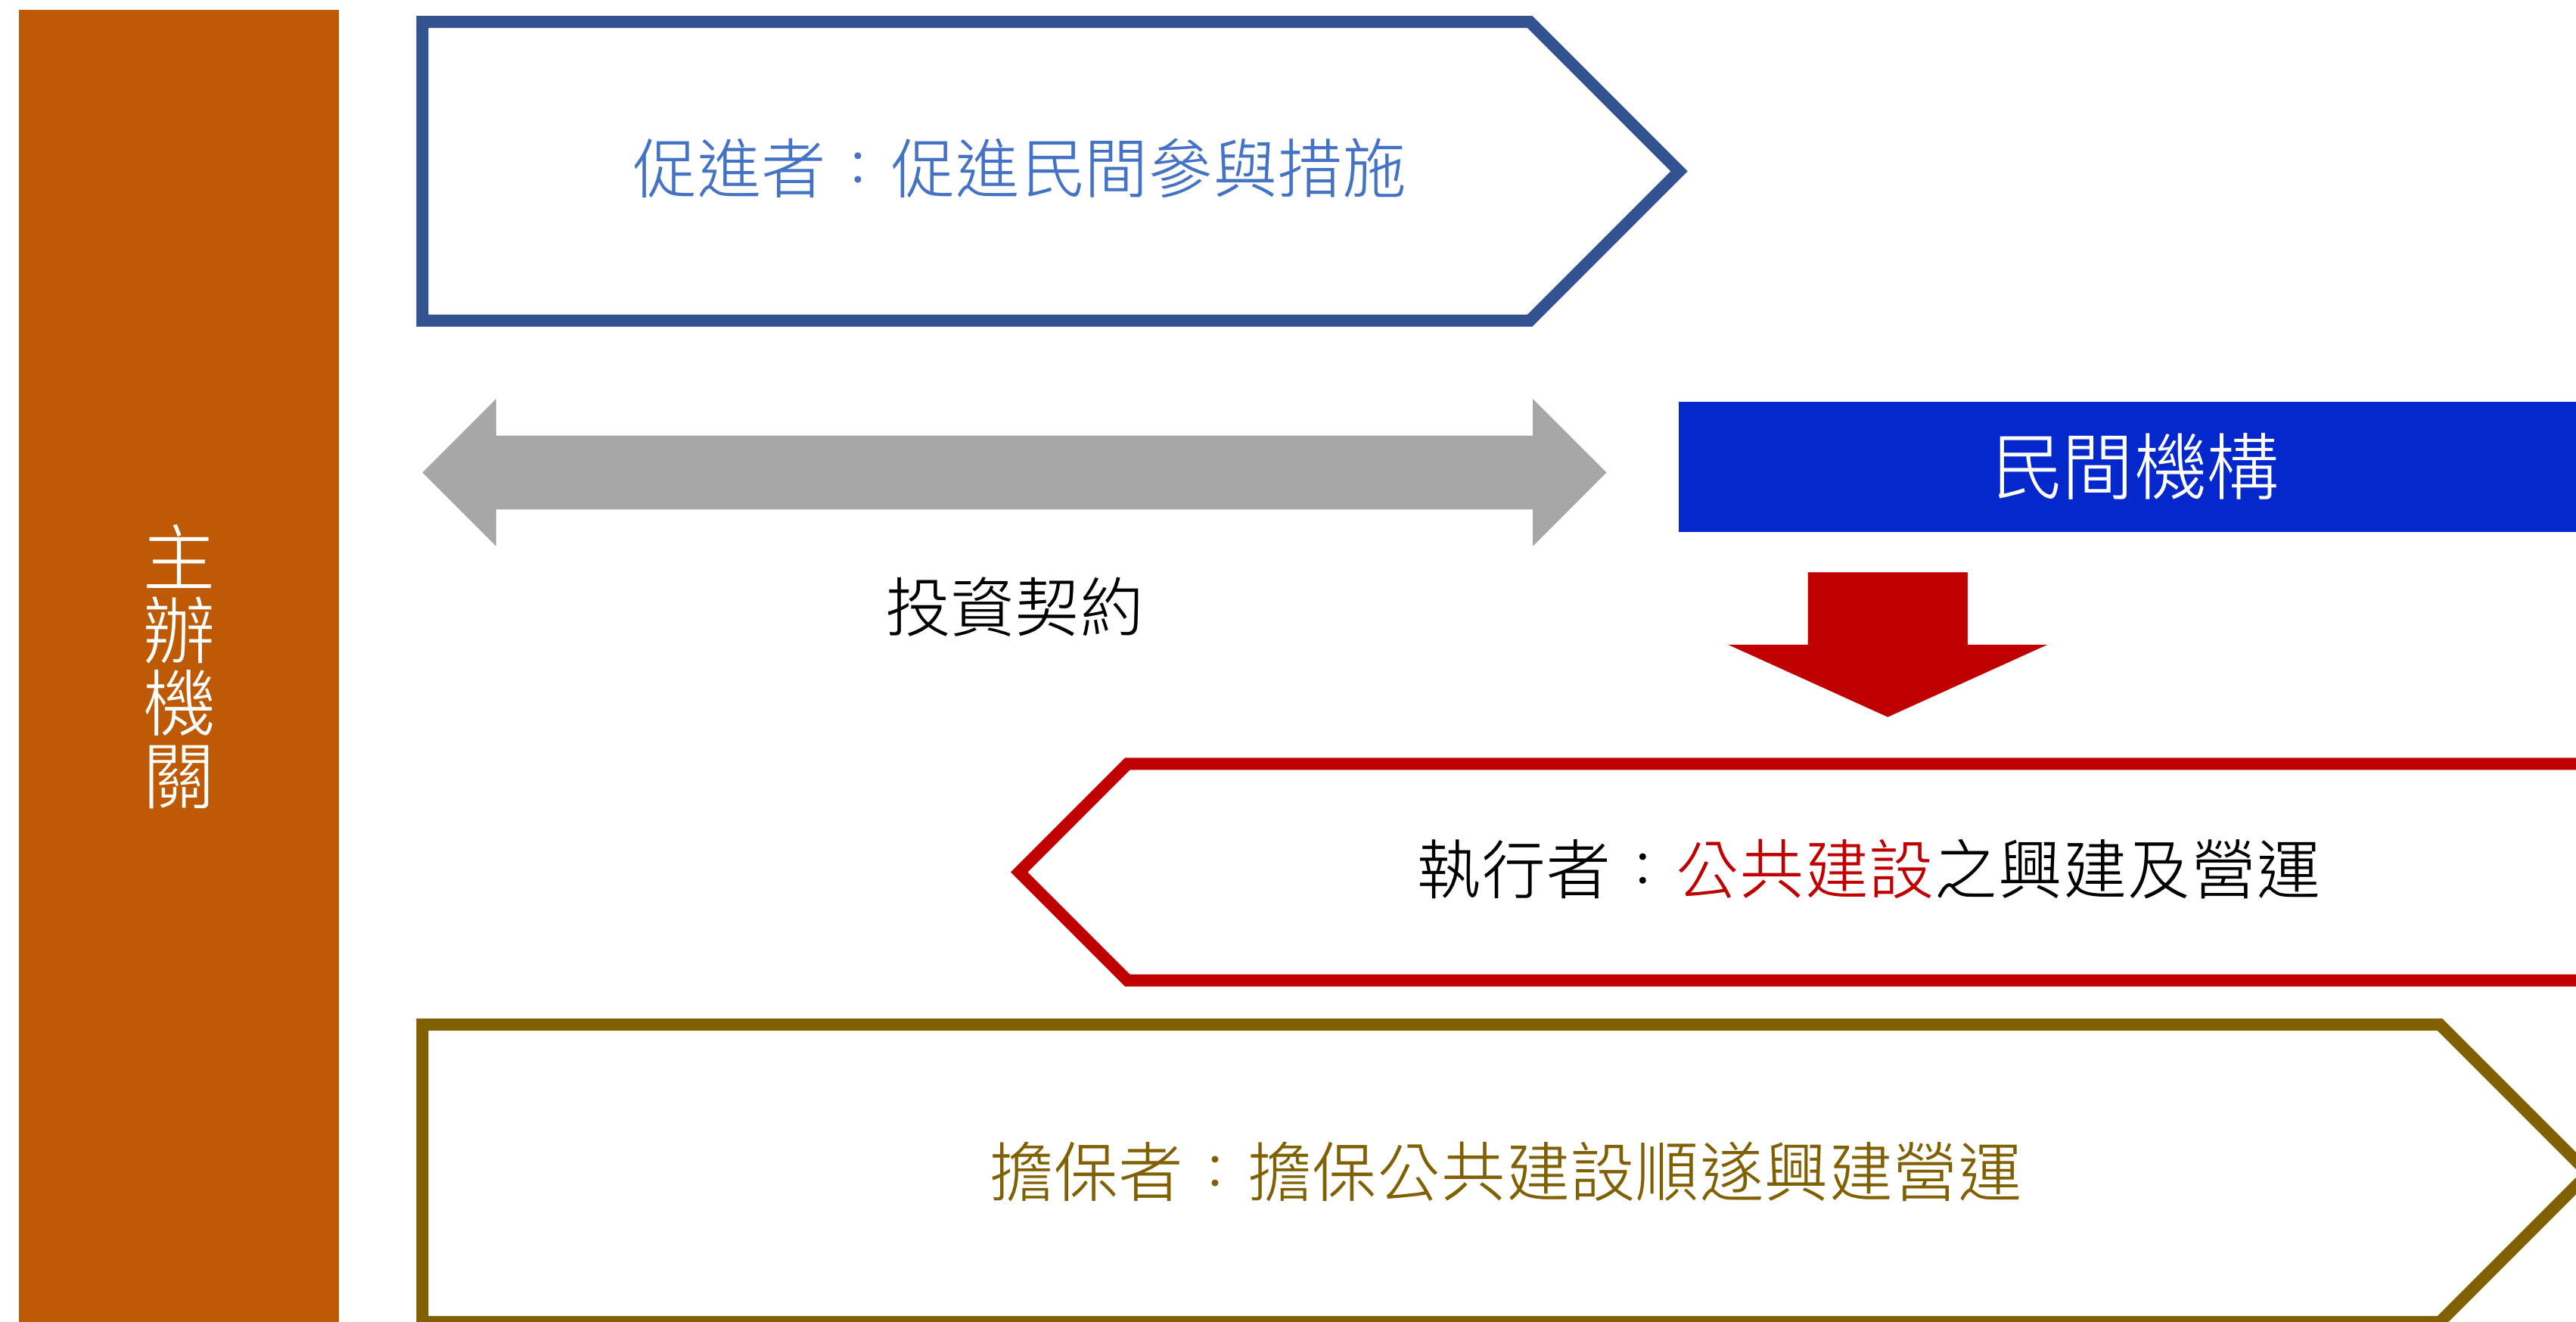 主辦機關
促進者：促進民間參與措施
民間機構
投資契約
執行者：公共建設之興建及營運
擔保者：擔保公共建設順遂興建營運